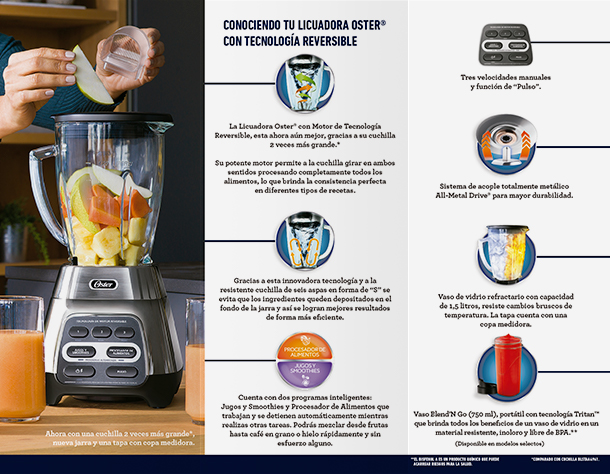 CONOCIENDO TU LICUADORA OSTER®
CON TECNOLOGÍA REVERSIBLE
La Licuadora Oster® con Motor de Tecnología
Reversible, esta ahora aún mejor, gracias a su cuchilla
2 veces más grande.*
Su potente motor permite a la cuchilla girar en ambos
sentidos procesando completamente todos los
alimentos, lo que brinda la consistencia perfecta
en diferentes tipos de recetas.
Gracias a esta innovadora tecnología y a la
resistente cuchilla de seis aspas en forma de “S” se
evita que los ingredientes queden depositados en el
fondo de la jarra y así se logran mejores resultados
de forma más eficiente.
PROCESADOR DE
ALIMENTOS
JUGOS Y
SMOOTHIES
Cuenta con dos programas inteligentes:
Jugos y Smoothies y Procesador de Alimentos que
trabajan y se detienen automáticamente mientras
realizas otras tareas. Podrás mezclar desde frutas
hasta café en grano o hielo rápidamente y sin
esfuerzo alguno.
Tres velocidades manuales
y función de “Pulso”.
Sistema de acople totalmente metálico
All-Metal Drive® para mayor durabilidad.
Vaso de vidrio refractario con capacidad
de 1,5 litros, resiste cambios bruscos de
temperatura. La tapa cuenta con una
copa medidora.
Vaso Blend’N Go (750 ml), portátil con tecnología Tritan™
que brinda todos los beneficios de un vaso de vidrio en un
material resistente, inoloro y libre de BPA.**
(Disponible en modelos selectos)
Oster
Ahora con una cuchilla 2 veces más grande*,
nueva jarra y una tapa con copa medidora.
**EL BISFENOL A ES UN PRODUCTO QUÍMICO QUE PUEDE
ACARREAR RIESGOS PARA LA SALUD.